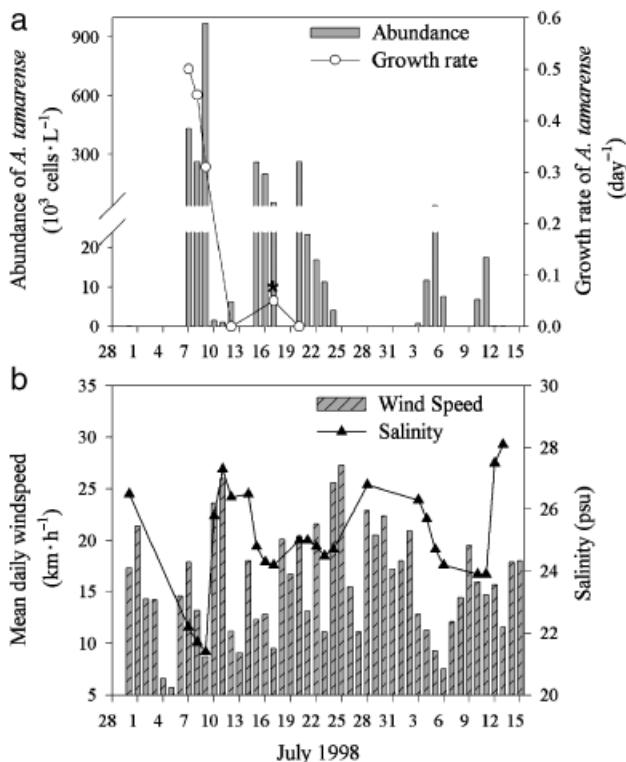 a
Abundance of A. tamarense
(10³ cells·L⁻¹)
900
600
300
20
10
0
Abundance
Growth rate
*
0.6
0.5
0.4
0.3
0.2
0.1
0.0
Growth rate of A. tamarense
(day⁻¹)
28 1 4 7 10 13 16 19 22 25 28 31 3 6 9 12 15
b
Mean daily windspeed
(km·h⁻¹)
35
30
25
20
15
10
5
Wind Speed
Salinity
30
28
26
24
22
20
Salinity (psu)
28 1 4 7 10 13 16 19 22 25 28 31 3 6 9 12 15
July 1998